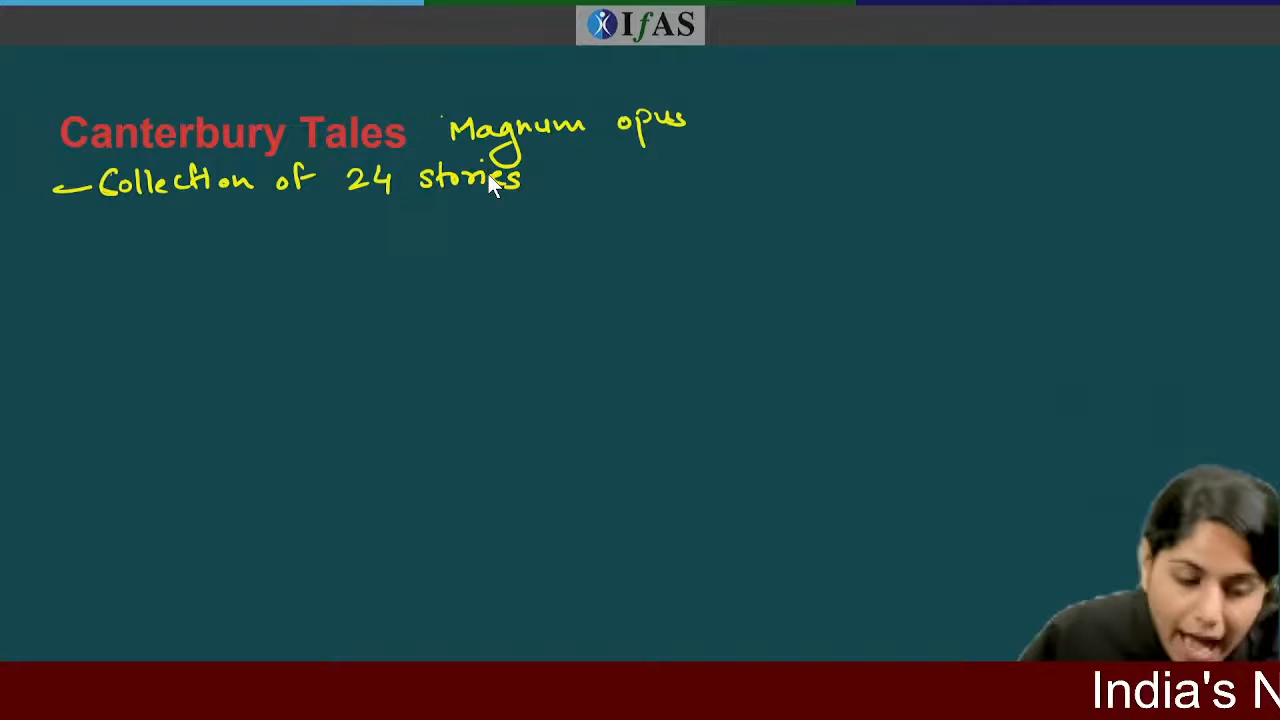 IfAS
Canterbury Tales Magnum opus
- Collection of 24 stories
India's N